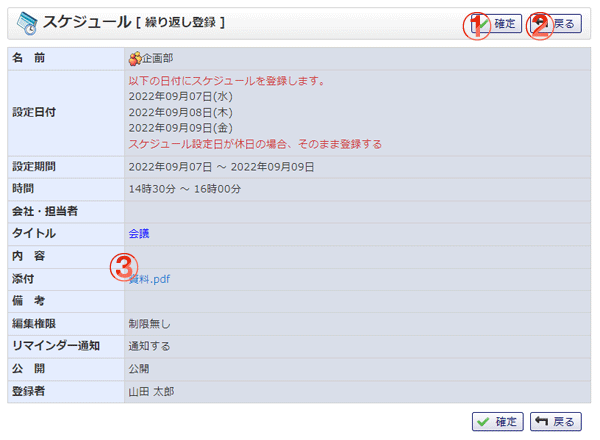 スケジュール [ 繰り返し登録 ]
① 確定 ② 戻る
名　前 企画部
設定日付 以下の日付にスケジュールを登録します。
2022年09月07日(水)
2022年09月08日(木)
2022年09月09日(金)
スケジュール設定日が休日の場合、そのまま登録する
設定期間 2022年09月07日 ～ 2022年09月09日
時間 14時30分 ～ 16時00分
会社・担当者
タイトル 会議
内　容
添付 ③ 資料.pdf
備　考
編集権限 制限無し
リマインダー通知 通知する
公　開 公開
登録者 山田 太郎
確定 戻る